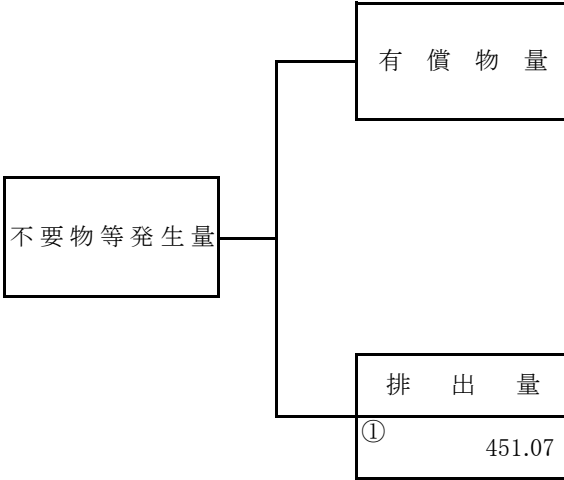 有償物量
不要物等発生量
排出量
①
451.07